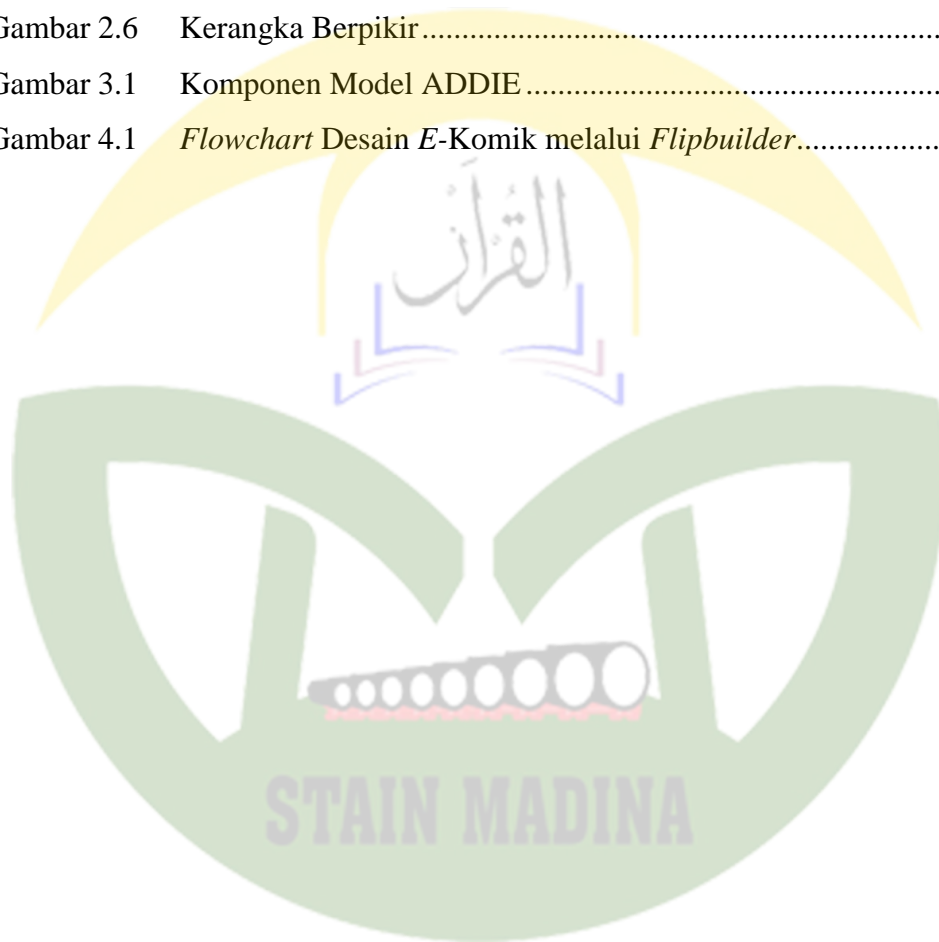 Gambar 2.6 Kerangka Berpikir
Gambar 3.1 Komponen Model ADDIE
Gambar 4.1 Flowchart Desain E-Komik melalui Flipbuilder
القرآن
STAIN MADINA